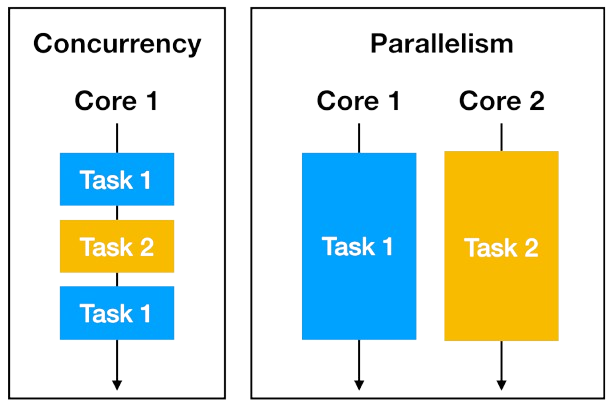 Concurrency
Core 1
Task 1
Task 2
Task 1
Parallelism
Core 1
Core 2
Task 1
Task 2